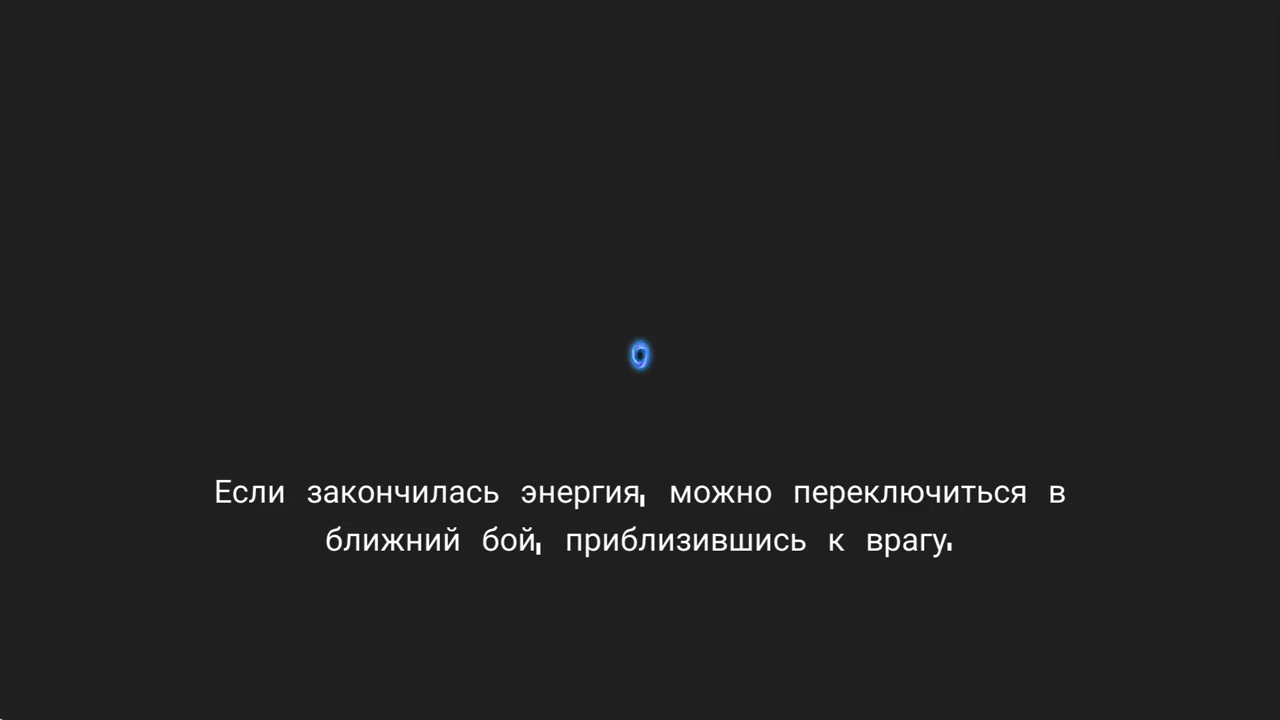 Если закончилась энергия, можно переключиться в
ближний бой, приблизившись к врагу.